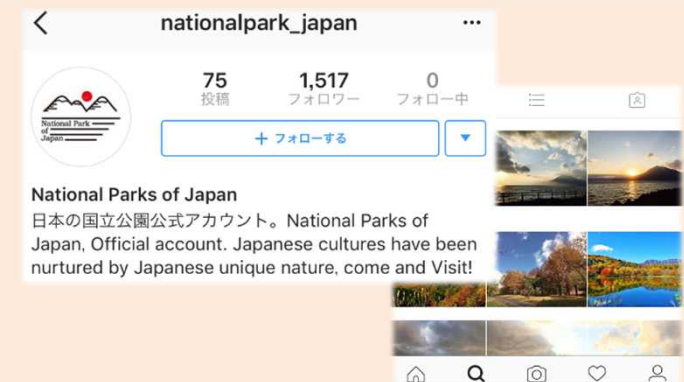 nationalpark_japan
75
投稿
1,517
フォロワー
0
フォロー中
National Park
of
Japan
+ フォローする
National Parks of Japan
日本の国立公園公式アカウント。National Parks of
Japan, Official account. Japanese cultures have been
nurtured by Japanese unique nature, come and Visit!